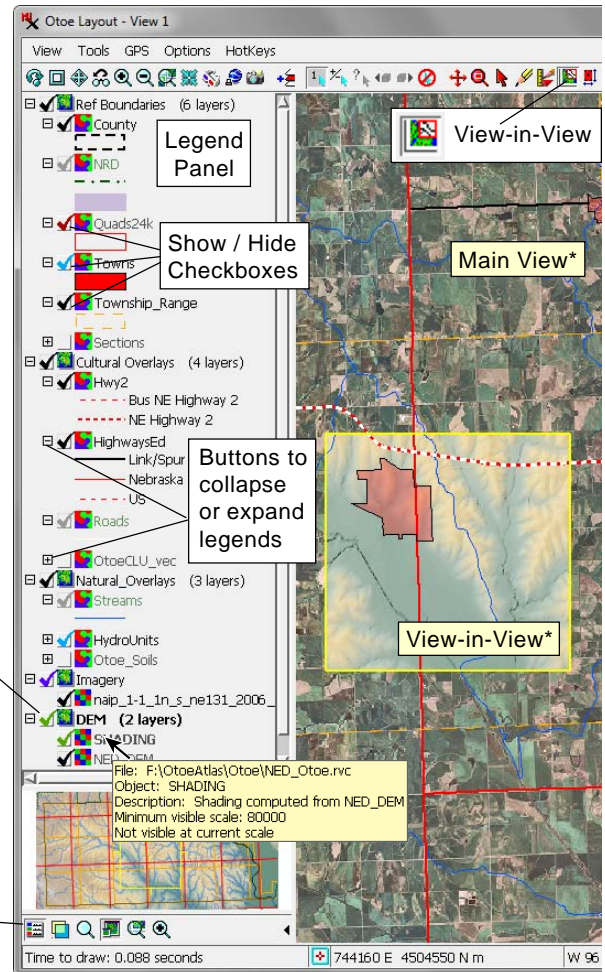 Otoe Layout - View 1
View Tools GPS Options HotKeys
Ref Boundaries (6 layers)
County
Legend
Panel
View-in-View
NRD
Quads24k
Show / Hide
Checkboxes
Main View*
Towns
Township_Range
Sections
Cultural Overlays (4 layers)
Hwy2
Bus NE Highway 2
NE Highway 2
HighwaysEd
Link/Spur
Nebraska
US
Buttons to
collapse
or expand
legends
Roads
OtoeCLU_vec
Natural_Overlays (3 layers)
Streams
View-in-View*
HydroUnits
Otoe_Soils
Imagery
naip_1-1_1n_s_ne131_2006_
DEM (2 layers)
SHADING
NED_DEM
File: F:\OtoeAtlas\Otoe\NED_Otoe.rvc
Object: SHADING
Description: Shading computed from NED_DEM
Minimum visible scale: 80000
Not visible at current scale
Time to draw: 0.088 seconds
744160 E 4504550 N m
W 96